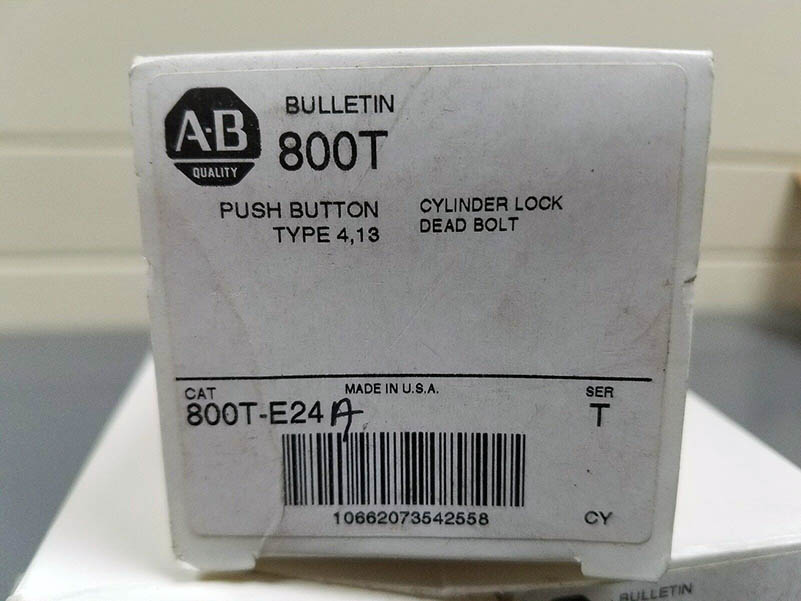 A-B
QUALITY
BULLETIN
800T
PUSH BUTTON
TYPE 4,13
CYLINDER LOCK
DEAD BOLT
CAT
800T-E24 A
MADE IN U.S.A.
SER
T
10662073542558
CY
BULLETIN